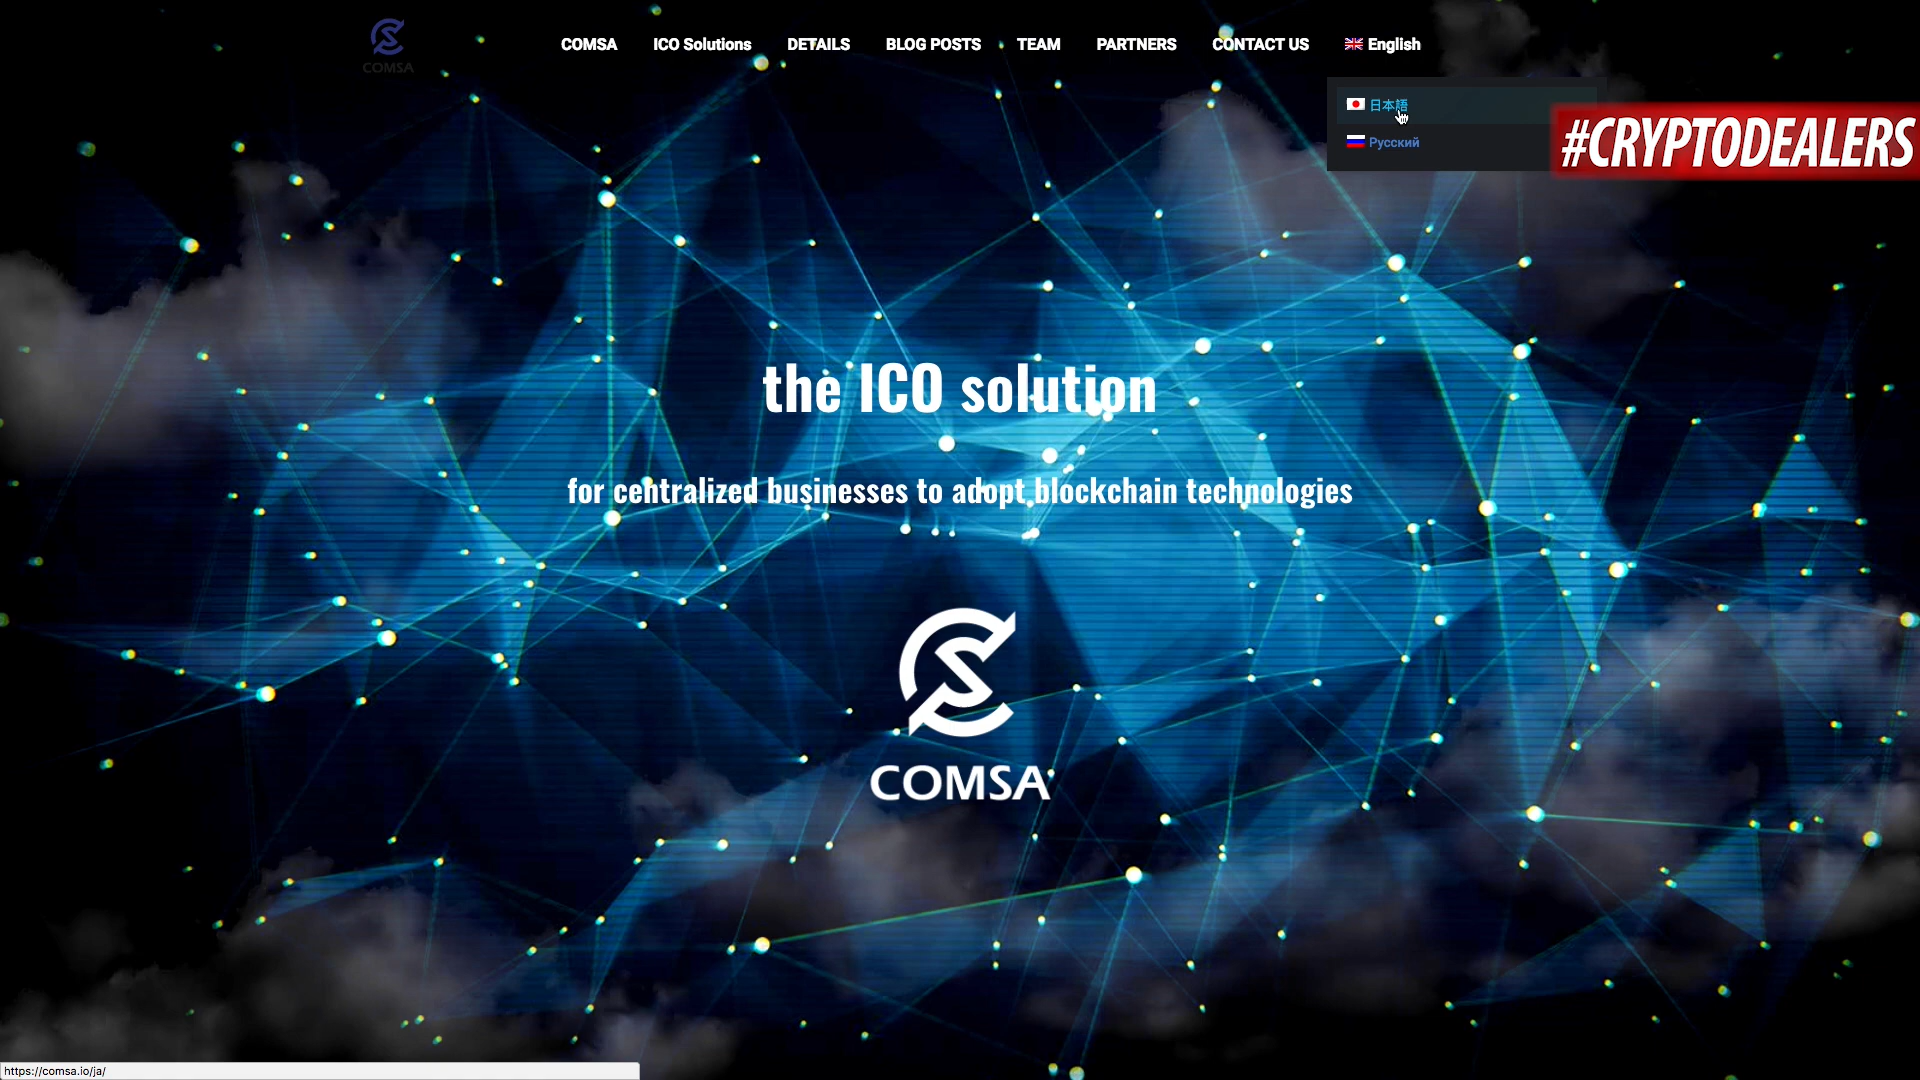 COMSA
COMSA ICO Solutions DETAILS BLOG POSTS TEAM PARTNERS CONTACT US English
日本語
Русский
#CRYPTODEALERS
the ICO solution
for centralized businesses to adopt blockchain technologies
COMSA
https://comsa.io/ja/